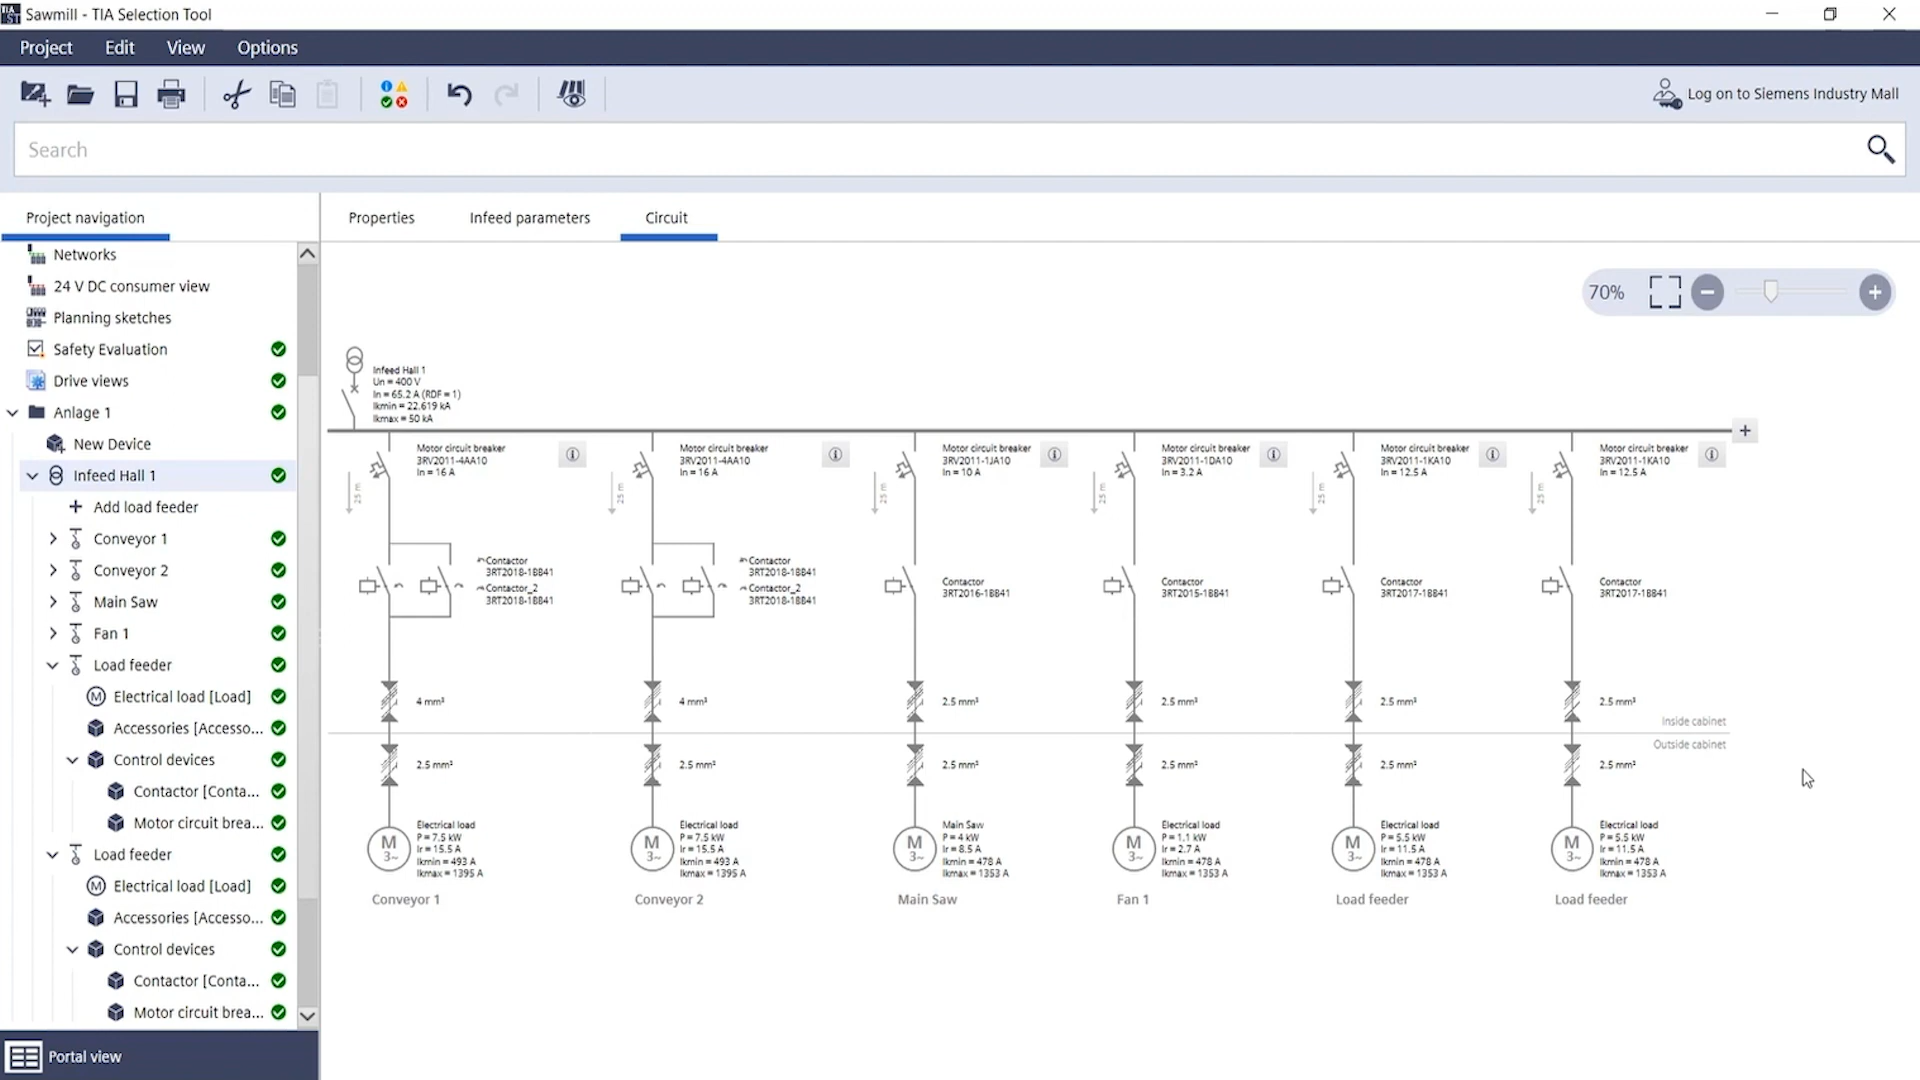 Sawmill - TIA Selection Tool
Project Edit View Options
Log on to Siemens Industry Mall
Search
Project navigation
Networks
24 V DC consumer view
Planning sketches
Safety Evaluation
Drive views
Anlage 1
New Device
Infeed Hall 1
Add load feeder
Conveyor 1
Conveyor 2
Main Saw
Fan 1
Load feeder
Electrical load [Load]
Accessories [Accesso...
Control devices
Contactor [Conta...
Motor circuit brea...
Load feeder
Electrical load [Load]
Accessories [Accesso...
Control devices
Contactor [Conta...
Motor circuit brea...
Portal view
Properties Infeed parameters Circuit
70%
Infeed Hall 1
Un = 400 V
In = 65.2 A (RDF = 1)
Ikmin = 22.619 kA
Ikmax = 50 kA
Motor circuit breaker
3RV2011-4AA10
In = 16 A
25 m
Contactor
3RT2018-1BB41
Contactor_2
3RT2018-1BB41
4 mm²
2.5 mm²
M
3~
Electrical load
P = 7.5 kW
Ir = 15.5 A
Ikmin = 493 A
Ikmax = 1395 A
Conveyor 1
Motor circuit breaker
3RV2011-4AA10
In = 16 A
25 m
Contactor
3RT2018-1BB41
Contactor_2
3RT2018-1BB41
4 mm²
2.5 mm²
M
3~
Electrical load
P = 7.5 kW
Ir = 15.5 A
Ikmin = 493 A
Ikmax = 1395 A
Conveyor 2
Motor circuit breaker
3RV2011-1JA10
In = 10 A
25 m
Contactor
3RT2016-1BB41
2.5 mm²
2.5 mm²
M
3~
Main Saw
P = 4 kW
Ir = 8.5 A
Ikmin = 478 A
Ikmax = 1353 A
Main Saw
Motor circuit breaker
3RV2011-1DA10
In = 3.2 A
25 m
Contactor
3RT2015-1BB41
2.5 mm²
2.5 mm²
M
3~
Electrical load
P = 1.1 kW
Ir = 2.7 A
Ikmin = 478 A
Ikmax = 1353 A
Fan 1
Motor circuit breaker
3RV2011-1KA10
In = 12.5 A
25 m
Contactor
3RT2017-1BB41
2.5 mm²
2.5 mm²
M
3~
Electrical load
P = 5.5 kW
Ir = 11.5 A
Ikmin = 478 A
Ikmax = 1353 A
Load feeder
Motor circuit breaker
3RV2011-1KA10
In = 12.5 A
25 m
Contactor
3RT2017-1BB41
2.5 mm²
Inside cabinet
Outside cabinet
2.5 mm²
M
3~
Electrical load
P = 5.5 kW
Ir = 11.5 A
Ikmin = 478 A
Ikmax = 1353 A
Load feeder